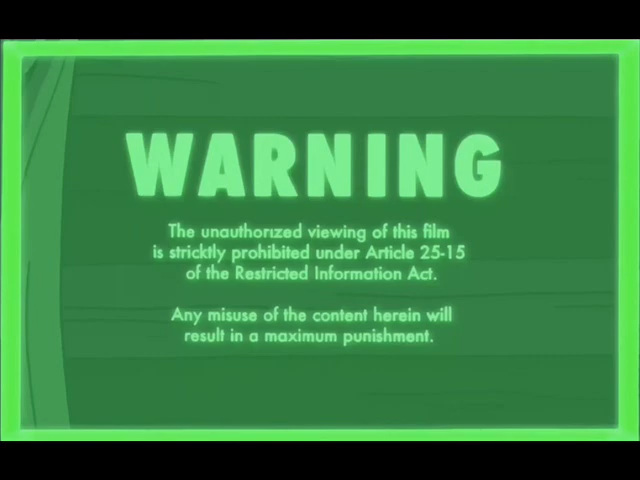 WARNING
The unauthorized viewing of this film
is stricktly prohibited under Article 25-15
of the Restricted Information Act.
Any misuse of the content herein will
result in a maximum punishment.